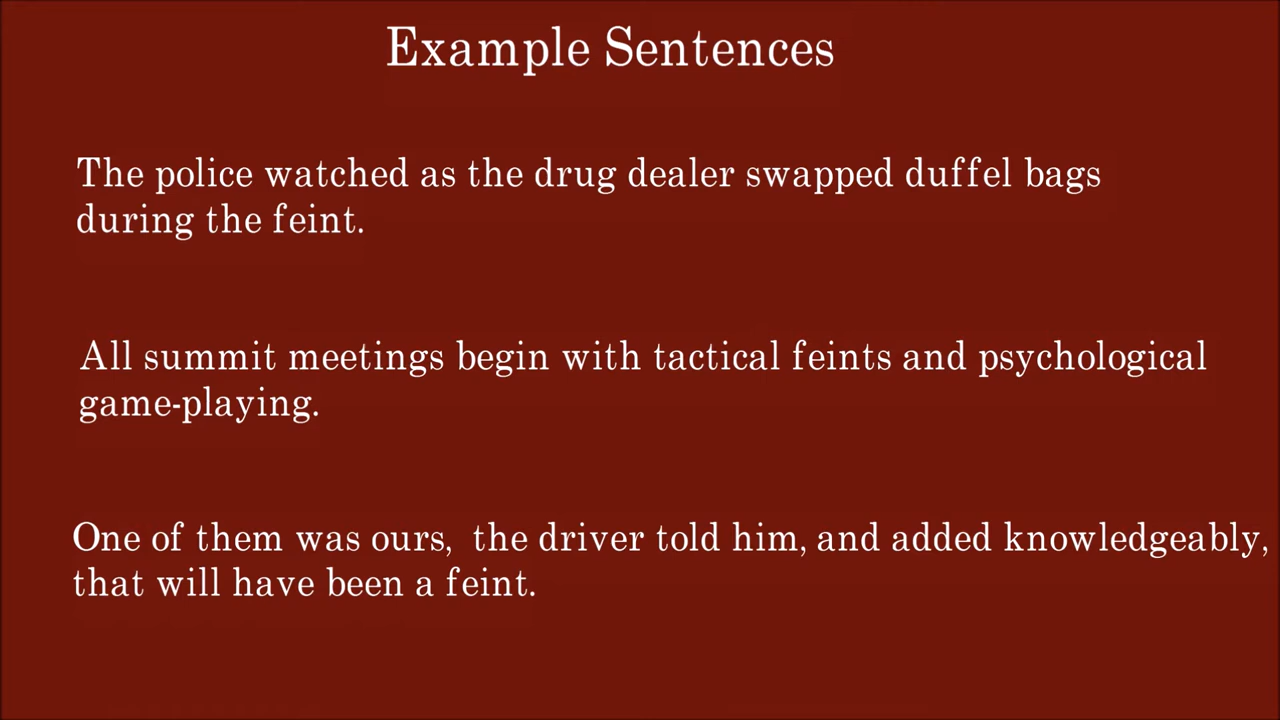 Example Sentences
The police watched as the drug dealer swapped duffel bags
during the feint.
All summit meetings begin with tactical feints and psychological
game-playing.
One of them was ours,  the driver told him, and added knowledgeably,
that will have been a feint.